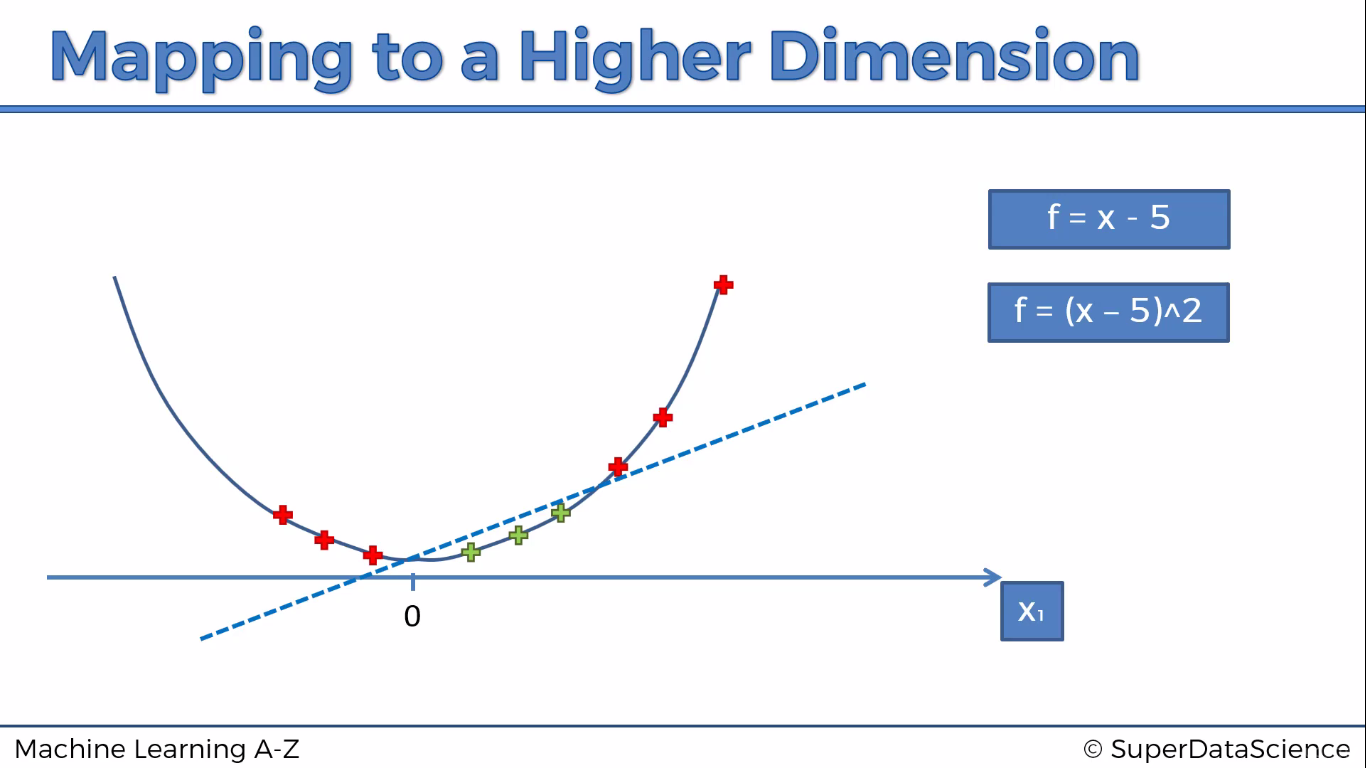 Mapping to a Higher Dimension
f = x - 5
f = (x – 5)^2
0
x₁
Machine Learning A-Z
© SuperDataScience